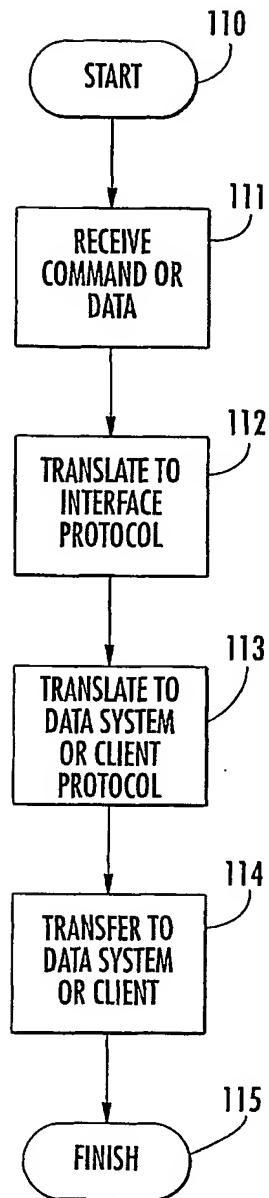 110
START
111
RECEIVE
COMMAND OR
DATA
112
TRANSLATE TO
INTERFACE
PROTOCOL
113
TRANSLATE TO
DATA SYSTEM
OR CLIENT
PROTOCOL
114
TRANSFER TO
DATA SYSTEM
OR CLIENT
115
FINISH